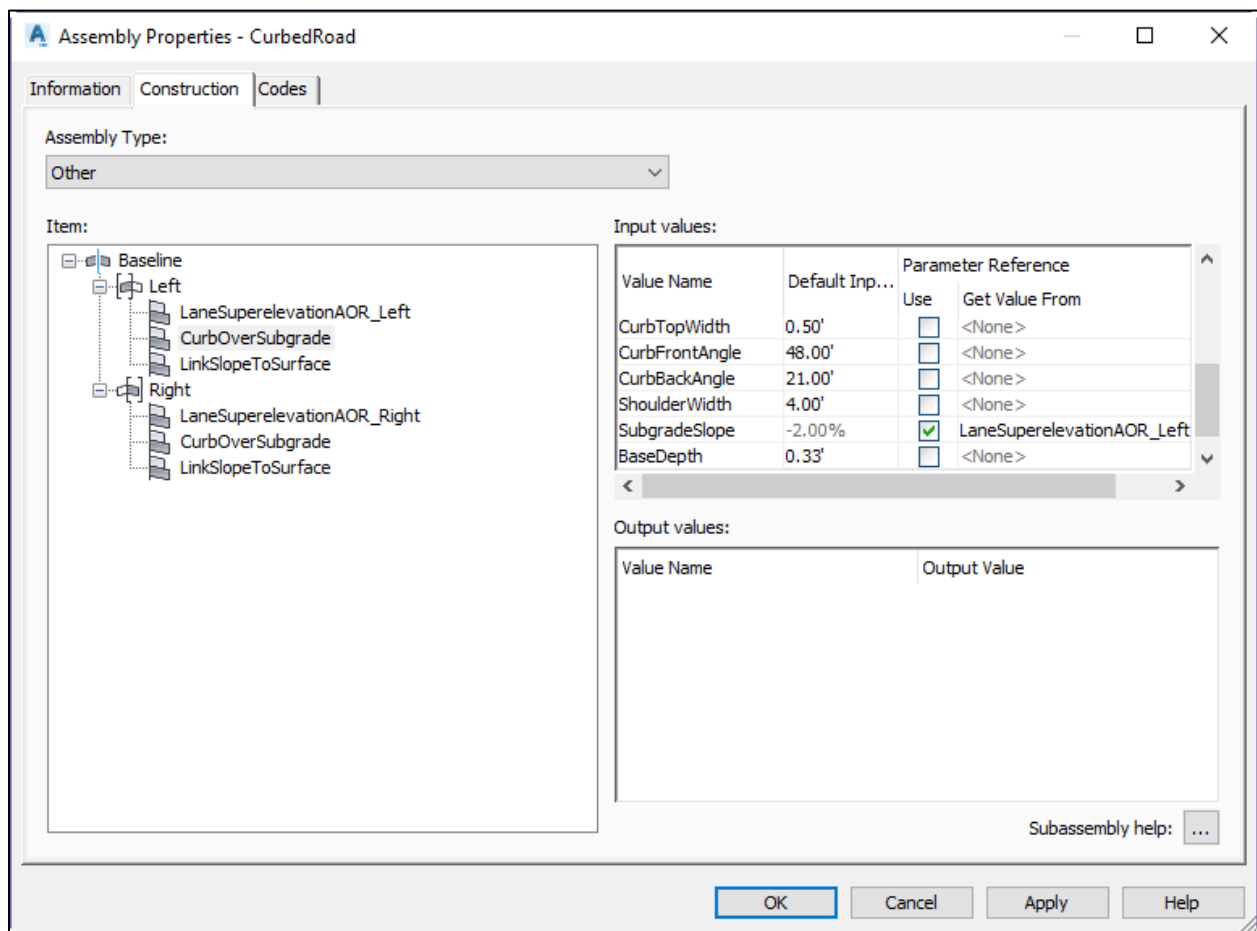 Assembly Properties - CurbedRoad
Information Construction Codes
Assembly Type:
Other
Item:
Baseline
Left
LaneSuperelevationAOR_Left
CurbOverSubgrade
LinkSlopeToSurface
Right
LaneSuperelevationAOR_Right
CurbOverSubgrade
LinkSlopeToSurface
Input values:
Value Name Default Inp... Parameter Reference
Use Get Value From
CurbTopWidth 0.50' <None>
CurbFrontAngle 48.00' <None>
CurbBackAngle 21.00' <None>
ShoulderWidth 4.00' <None>
SubgradeSlope -2.00% LaneSuperelevationAOR_Left
BaseDepth 0.33' <None>
Output values:
Value Name Output Value
Subassembly help: ...
OK Cancel Apply Help